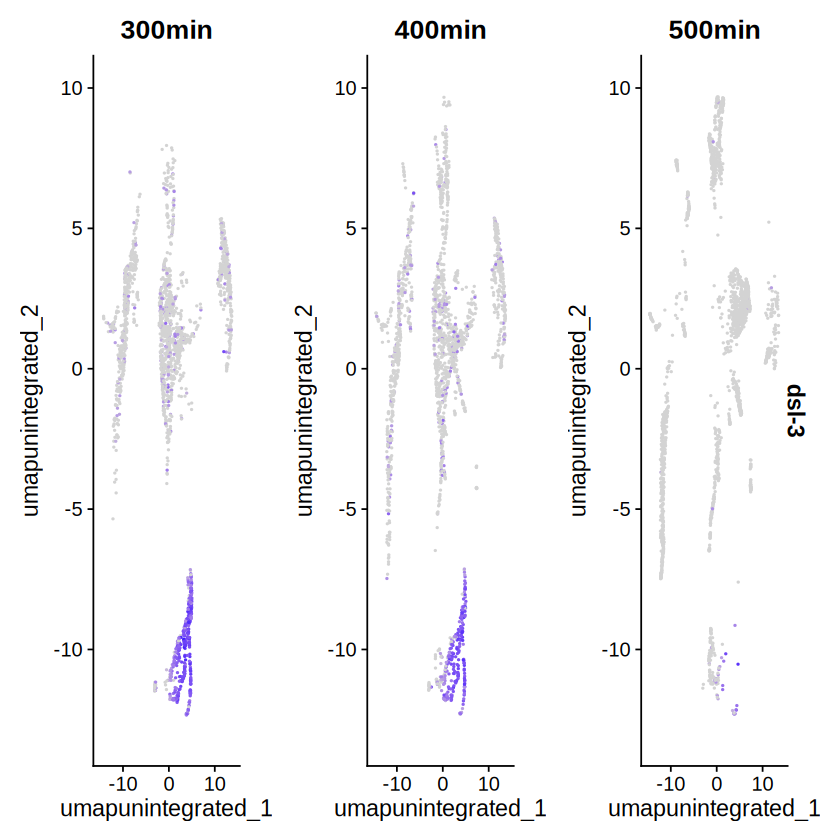 300min 400min 500min
10 10 10
5 5 5
0 0 0
-5 -5 -5
-10 -10 -10
umapunintegrated_2 umapunintegrated_2 umapunintegrated_2
dsl-3
-10 0 10 -10 0 10 -10 0 10
umapunintegrated_1 umapunintegrated_1 umapunintegrated_1